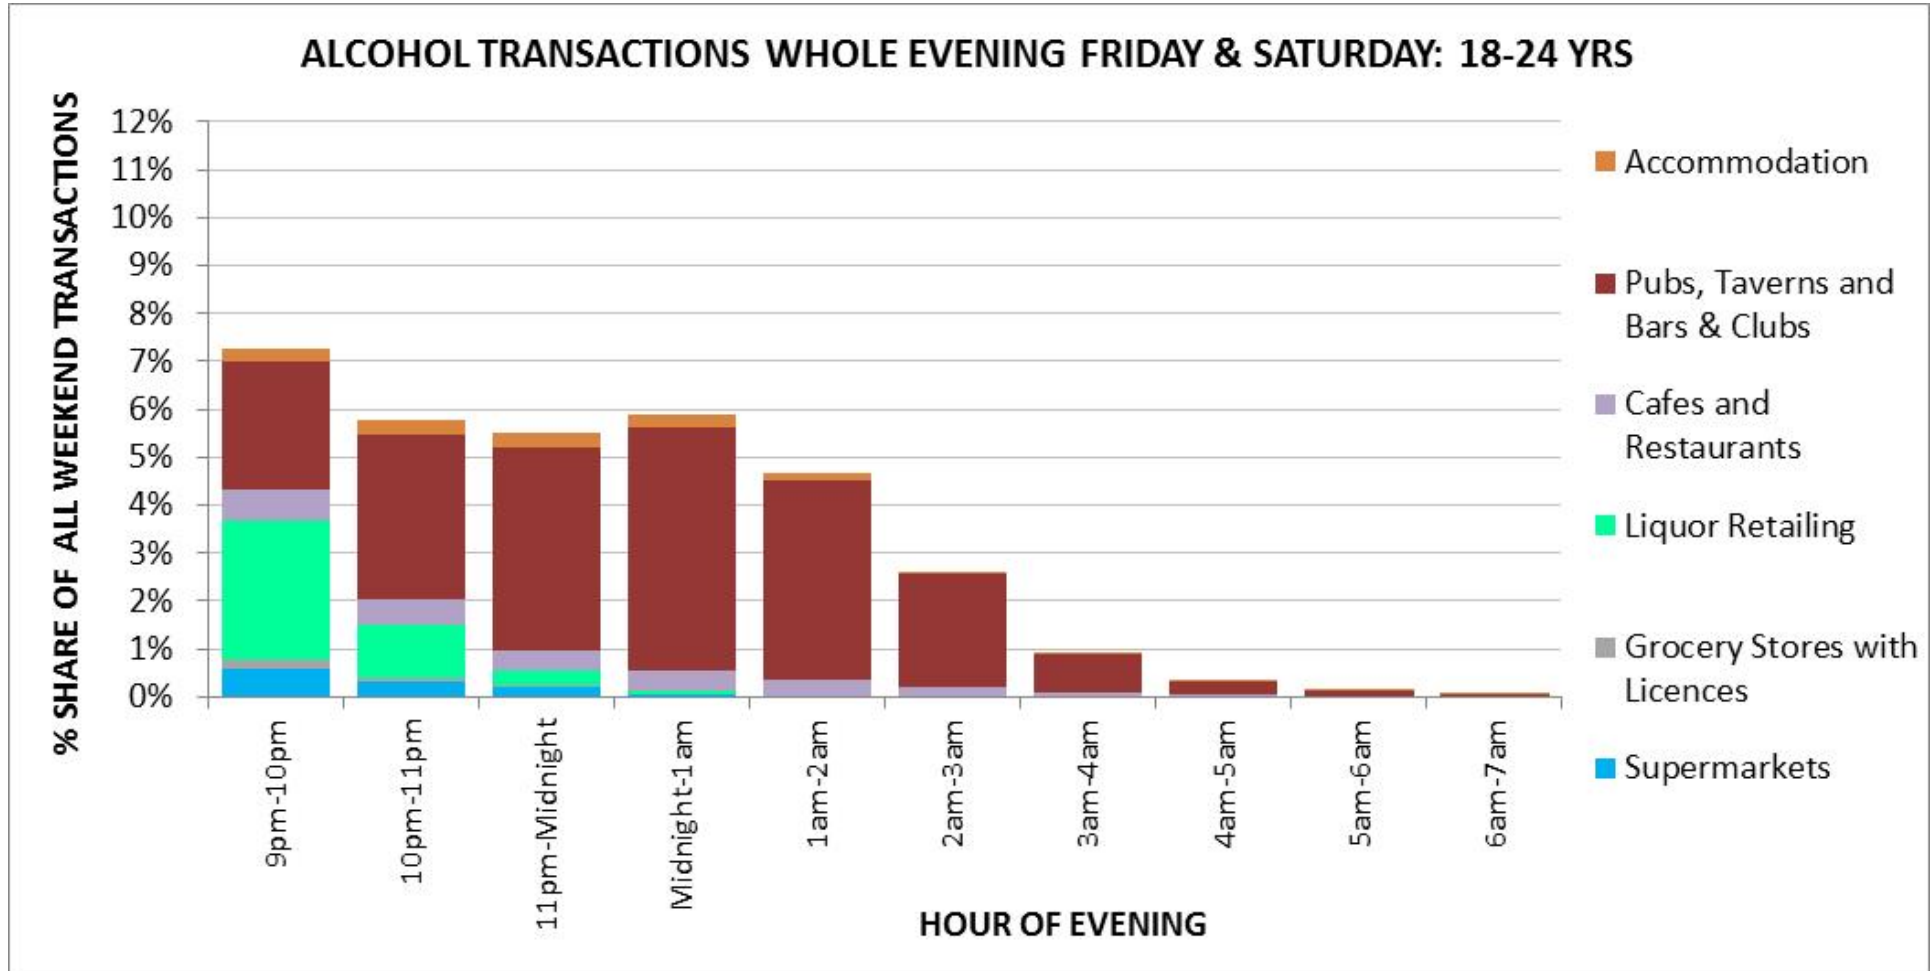 ALCOHOL TRANSACTIONS WHOLE EVENING FRIDAY & SATURDAY: 18-24 YRS
% SHARE OF ALL WEEKEND TRANSACTIONS
12%
11%
10%
9%
8%
7%
6%
5%
4%
3%
2%
1%
0%
9pm-10pm
10pm-11pm
11pm-Midnight
Midnight-1am
1am-2am
2am-3am
3am-4am
4am-5am
5am-6am
6am-7am
HOUR OF EVENING
Accommodation
Pubs, Taverns and
Bars & Clubs
Cafes and
Restaurants
Liquor Retailing
Grocery Stores with
Licences
Supermarkets